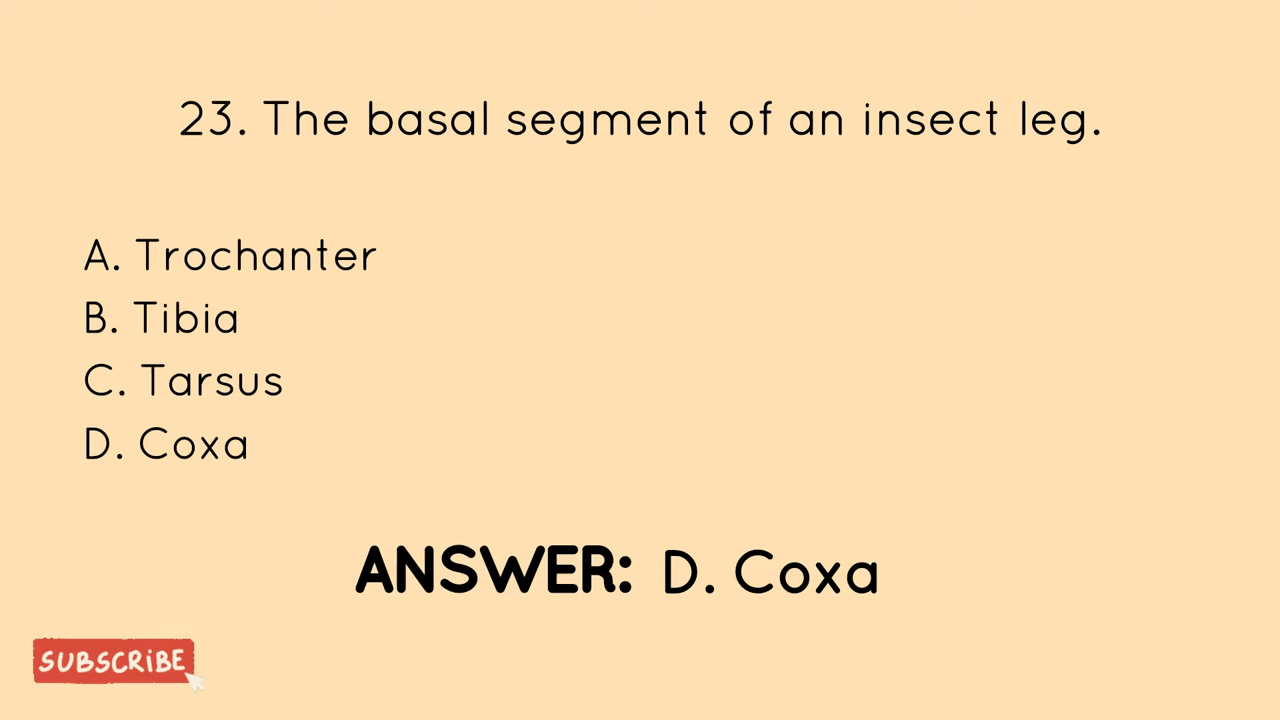 23. The basal segment of an insect leg.
A. Trochanter
B. Tibia
C. Tarsus
D. Coxa
ANSWER: D. Coxa
SUBSCRiBE